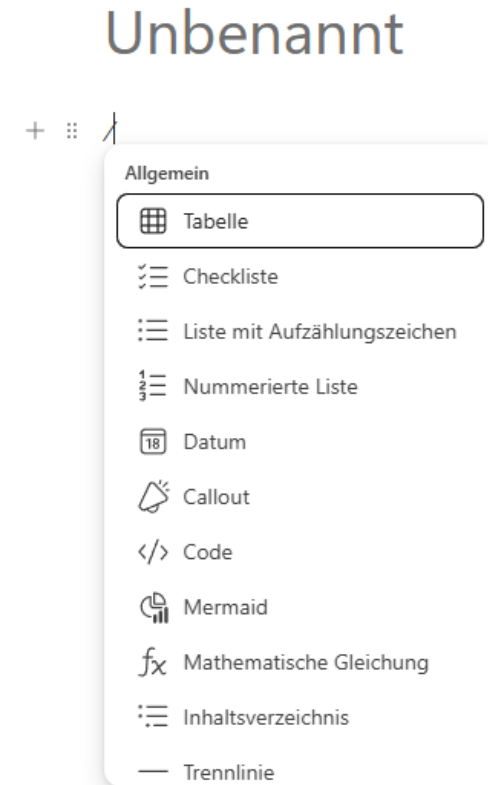 Unbenannt
/
Allgemein
Tabelle
Checkliste
Liste mit Aufzählungszeichen
Nummerierte Liste
18 Datum
Callout
</> Code
Mermaid
fx Mathematische Gleichung
Inhaltsverzeichnis
Trennlinie